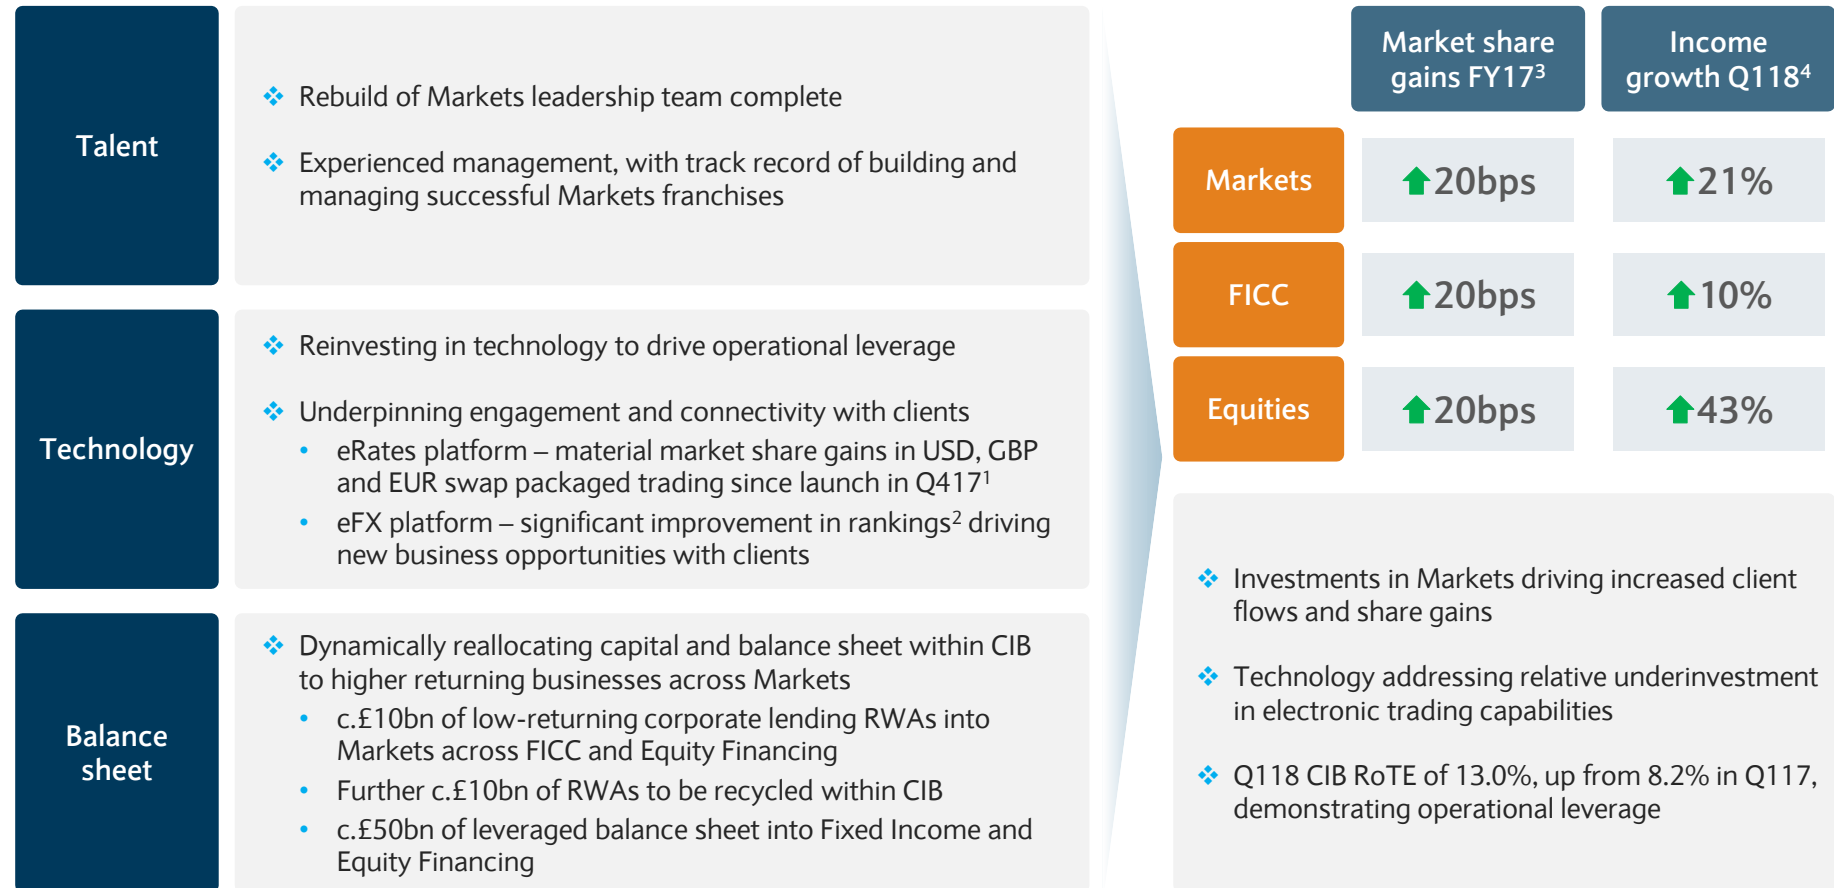 Talent
❖ Rebuild of Markets leadership team complete
❖ Experienced management, with track record of building and
managing successful Markets franchises
Technology
❖ Reinvesting in technology to drive operational leverage
❖ Underpinning engagement and connectivity with clients
• eRates platform – material market share gains in USD, GBP
and EUR swap packaged trading since launch in Q417¹
• eFX platform – significant improvement in rankings² driving
new business opportunities with clients
Balance
sheet
❖ Dynamically reallocating capital and balance sheet within CIB
to higher returning businesses across Markets
• c.£10bn of low-returning corporate lending RWAs into
Markets across FICC and Equity Financing
• Further c.£10bn of RWAs to be recycled within CIB
• c.£50bn of leveraged balance sheet into Fixed Income and
Equity Financing
Market share
gains FY17³
Income
growth Q118⁴
Markets
20bps
21%
FICC
20bps
10%
Equities
20bps
43%
❖ Investments in Markets driving increased client
flows and share gains
❖ Technology addressing relative underinvestment
in electronic trading capabilities
❖ Q118 CIB RoTE of 13.0%, up from 8.2% in Q117,
demonstrating operational leverage